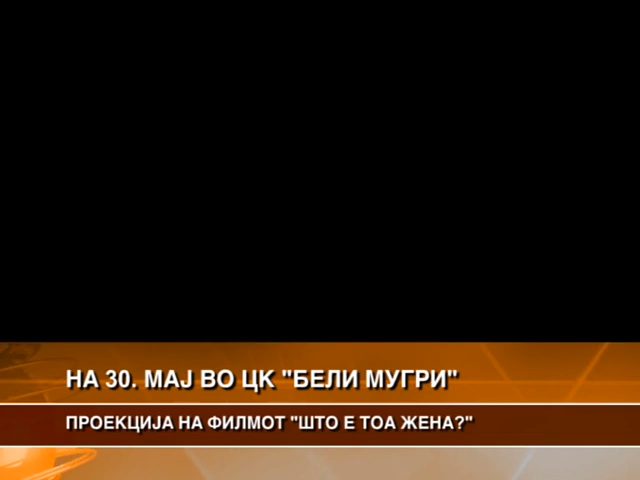 НА 30. МАЈ ВО ЦК "БЕЛИ МУГРИ"
ПРОЕКЦИЈА НА ФИЛМОТ "ШТО Е ТОА ЖЕНА?"